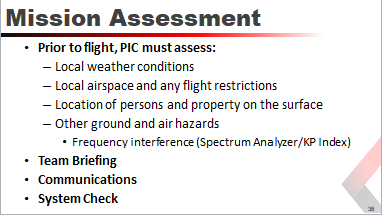 Mission Assessment
• Prior to flight, PIC must assess:
– Local weather conditions
– Local airspace and any flight restrictions
– Location of persons and property on the surface
– Other ground and air hazards
• Frequency interference (Spectrum Analyzer/KP Index)
• Team Briefing
• Communications
• System Check
38